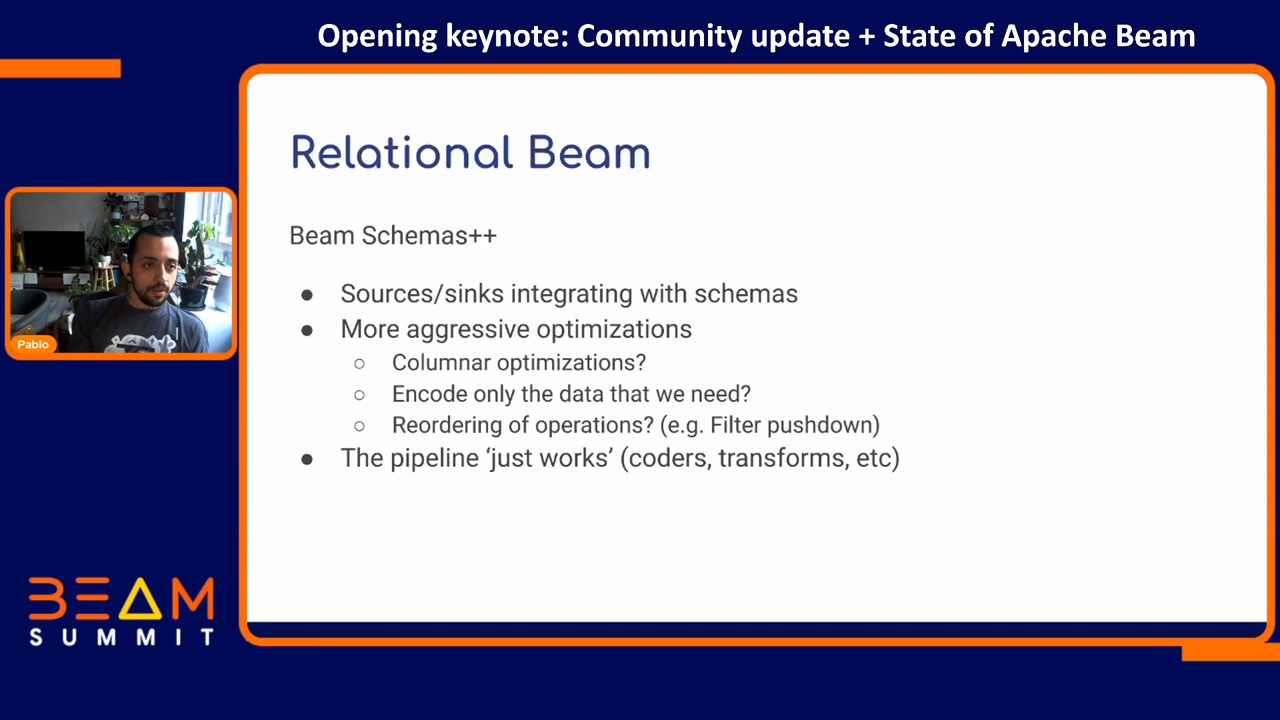 Opening keynote: Community update + State of Apache Beam
Relational Beam
Beam Schemas++
● Sources/sinks integrating with schemas
● More aggressive optimizations
○ Columnar optimizations?
○ Encode only the data that we need?
○ Reordering of operations? (e.g. Filter pushdown)
● The pipeline ‘just works’ (coders, transforms, etc)
Pablo
BEAM
SUMMIT